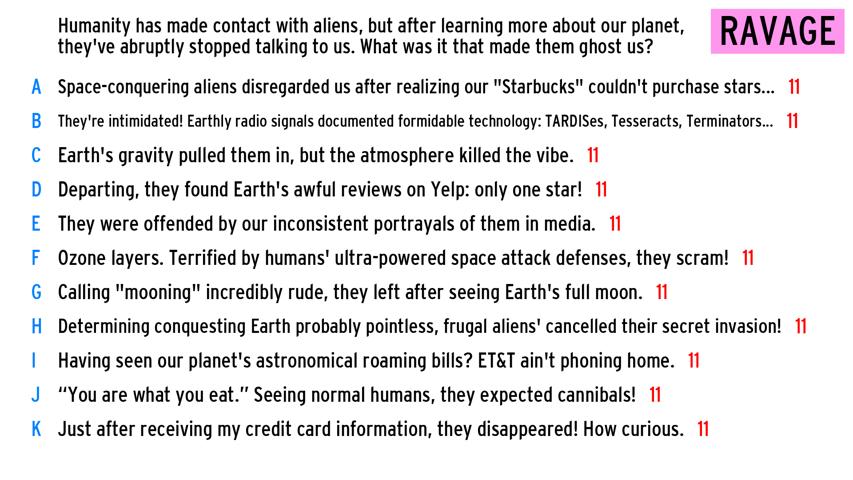 Humanity has made contact with aliens, but after learning more about our planet,
they've abruptly stopped talking to us. What was it that made them ghost us?
RAVAGE
A Space-conquering aliens disregarded us after realizing our "Starbucks" couldn't purchase stars... 11
B They're intimidated! Earthly radio signals documented formidable technology: TARDISes, Tesseracts, Terminators... 11
C Earth's gravity pulled them in, but the atmosphere killed the vibe. 11
D Departing, they found Earth's awful reviews on Yelp: only one star! 11
E They were offended by our inconsistent portrayals of them in media. 11
F Ozone layers. Terrified by humans' ultra-powered space attack defenses, they scram! 11
G Calling "mooning" incredibly rude, they left after seeing Earth's full moon. 11
H Determining conquesting Earth probably pointless, frugal aliens' cancelled their secret invasion! 11
I Having seen our planet's astronomical roaming bills? ET&T ain't phoning home. 11
J “You are what you eat.” Seeing normal humans, they expected cannibals! 11
K Just after receiving my credit card information, they disappeared! How curious. 11